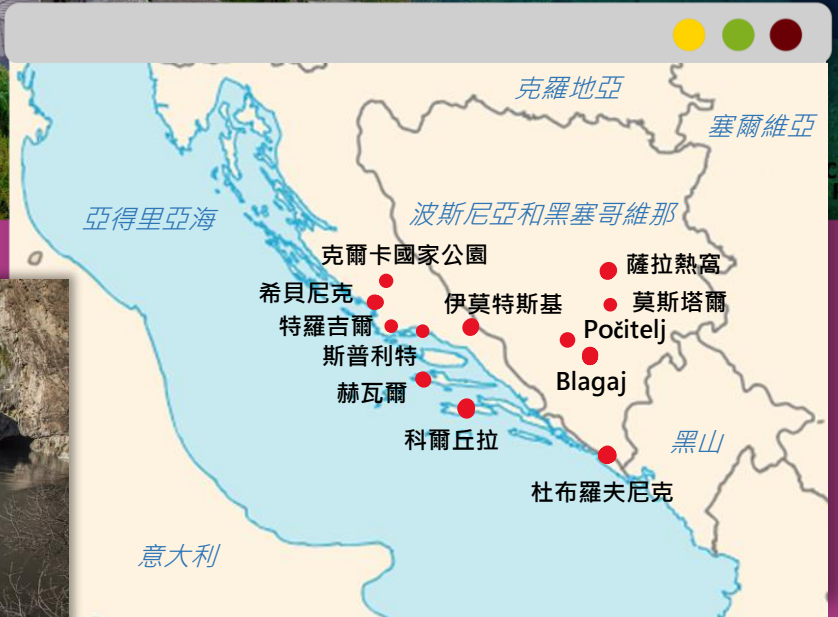 克羅地亞
塞爾維亞
亞得里亞海
波斯尼亞和黑塞哥維那
克爾卡國家公園
薩拉熱窩
希貝尼克
伊莫特斯基
莫斯塔爾
特羅吉爾
Počitelj
斯普利特
Blagaj
赫瓦爾
科爾丘拉
黑山
杜布羅夫尼克
意大利